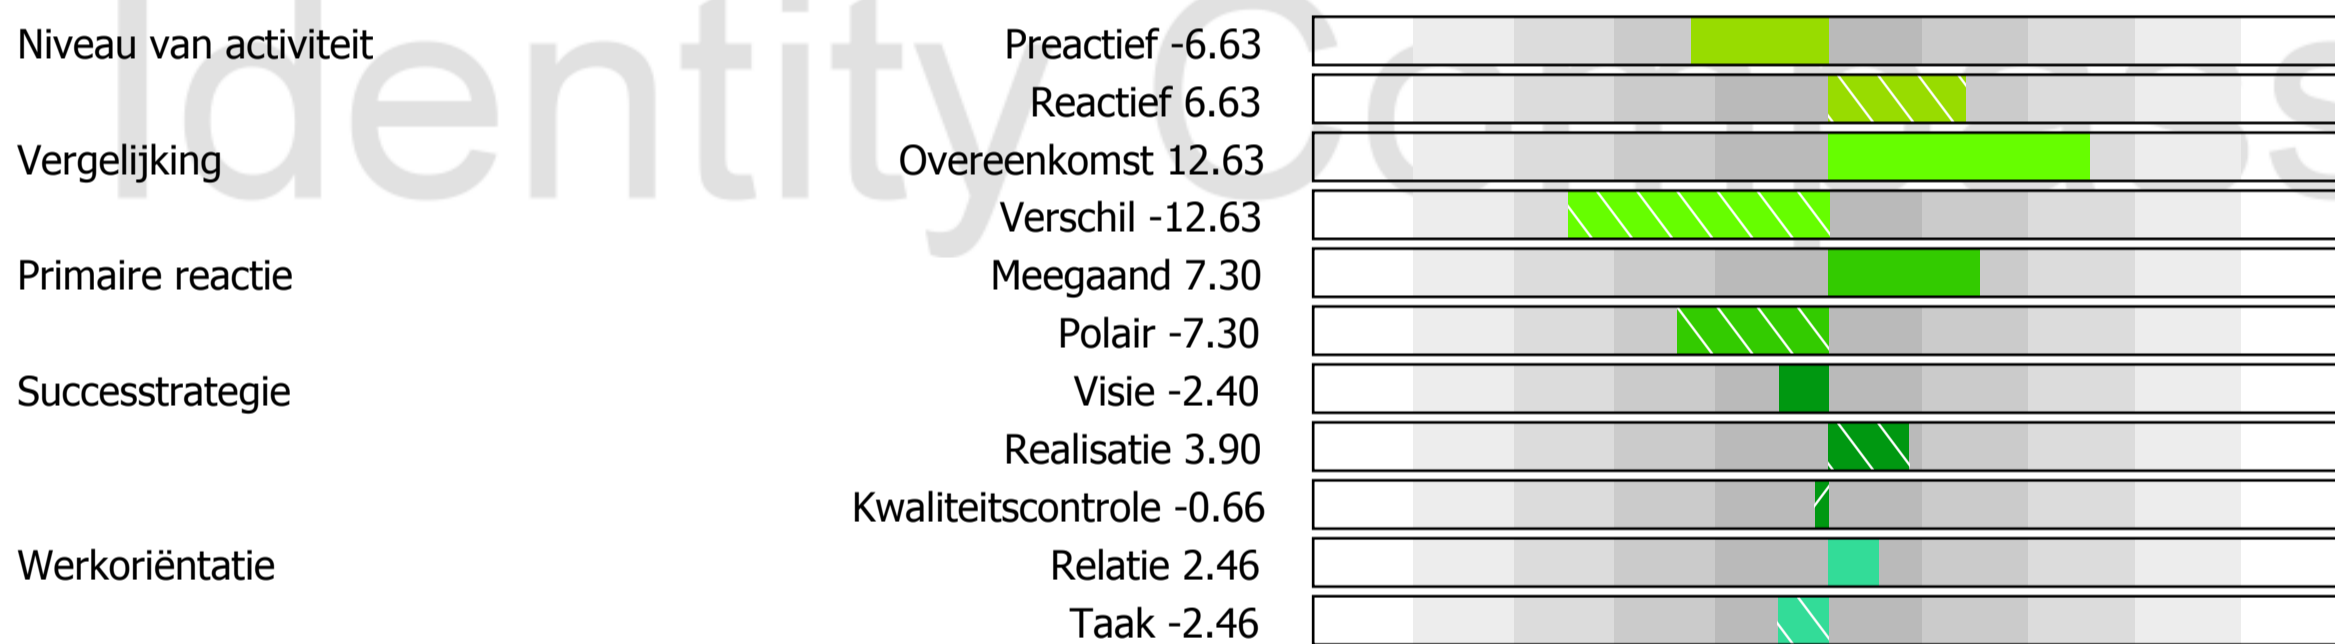 Identity Compass
Niveau van activiteit Preactief -6.63
Reactief 6.63
Vergelijking Overeenkomst 12.63
Verschil -12.63
Primaire reactie Meegaand 7.30
Polair -7.30
Successtrategie Visie -2.40
Realisatie 3.90
Kwaliteitscontrole -0.66
Werkoriëntatie Relatie 2.46
Taak -2.46